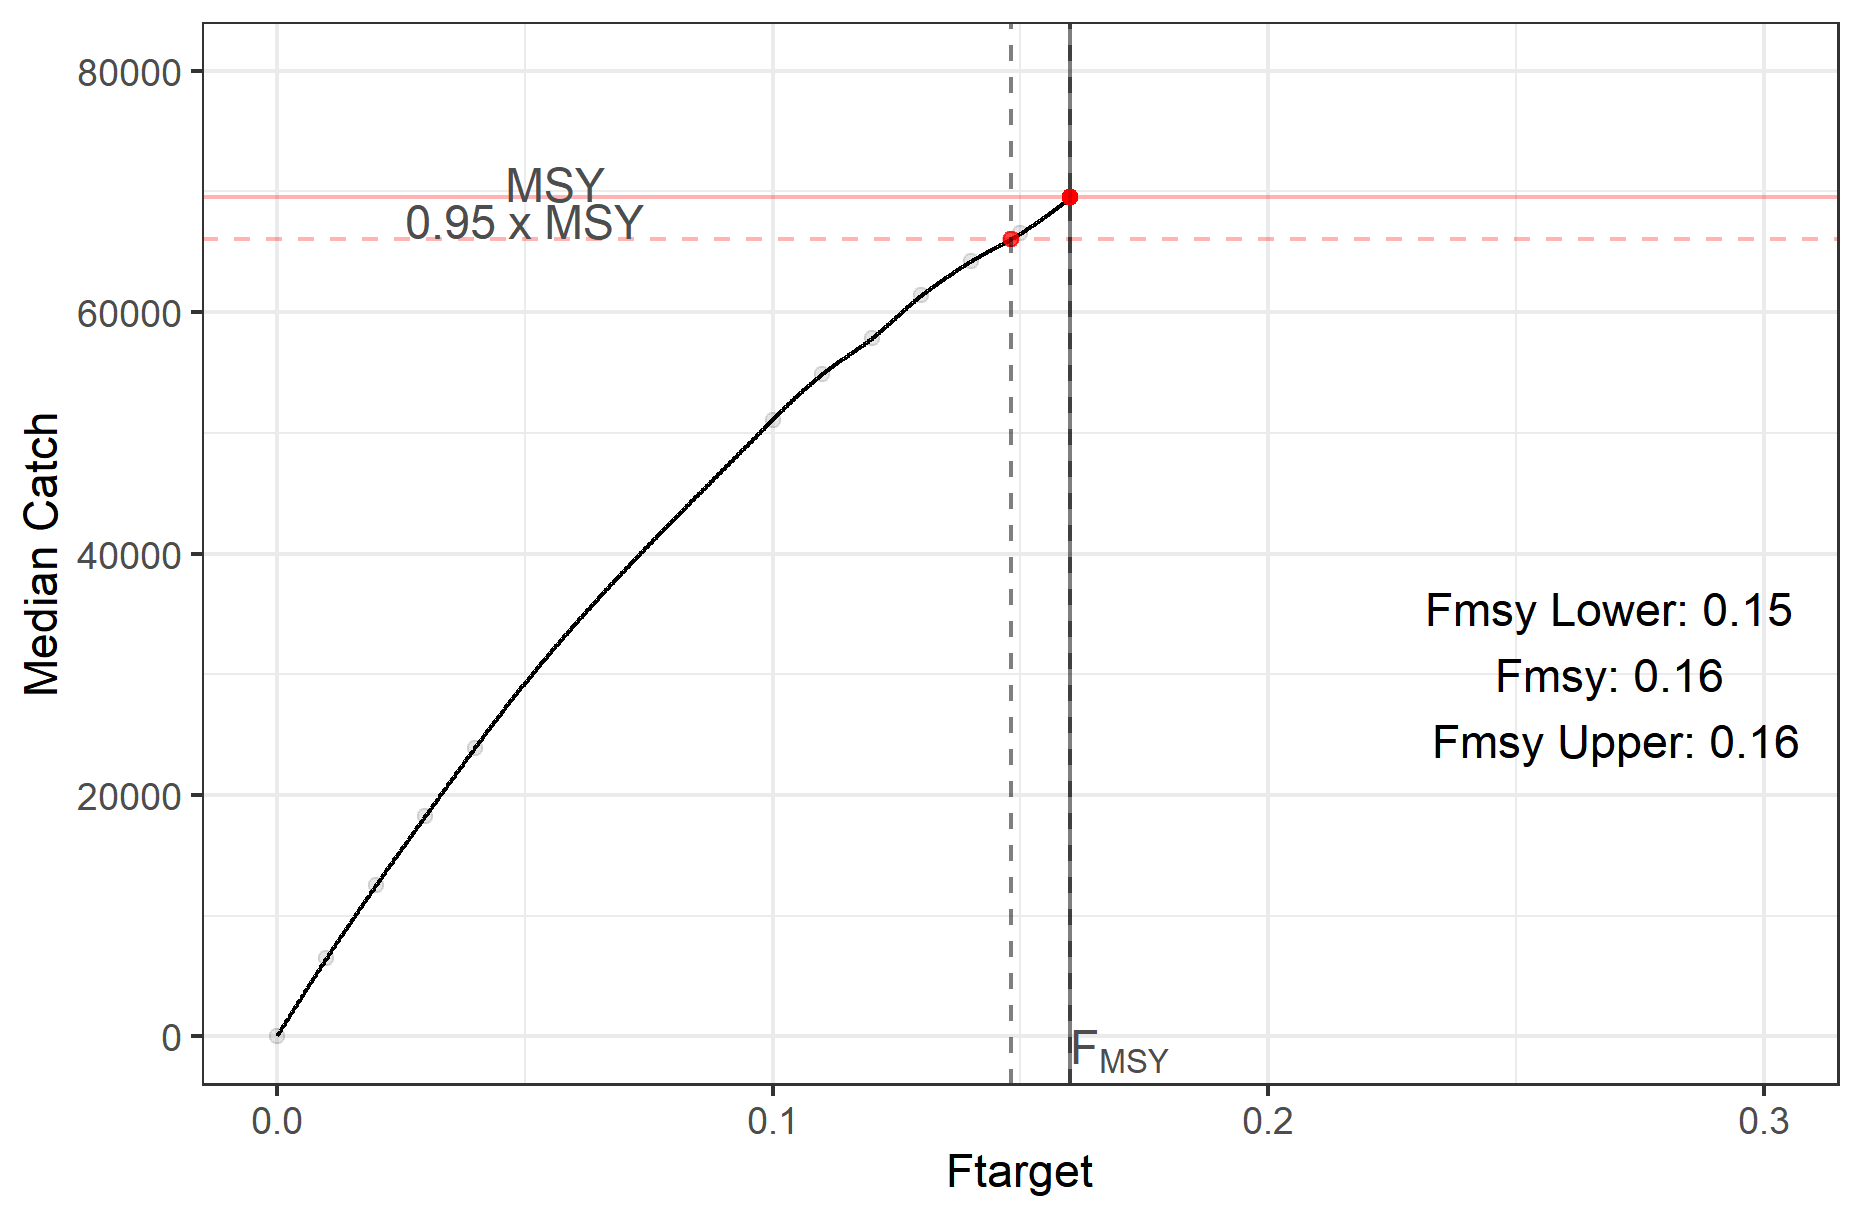 80000
60000
40000
20000
0
Median Catch
MSY
0.95 x MSY
Fmsy Lower: 0.15
Fmsy: 0.16
Fmsy Upper: 0.16
FMSY
0.0 0.1 0.2 0.3
Ftarget